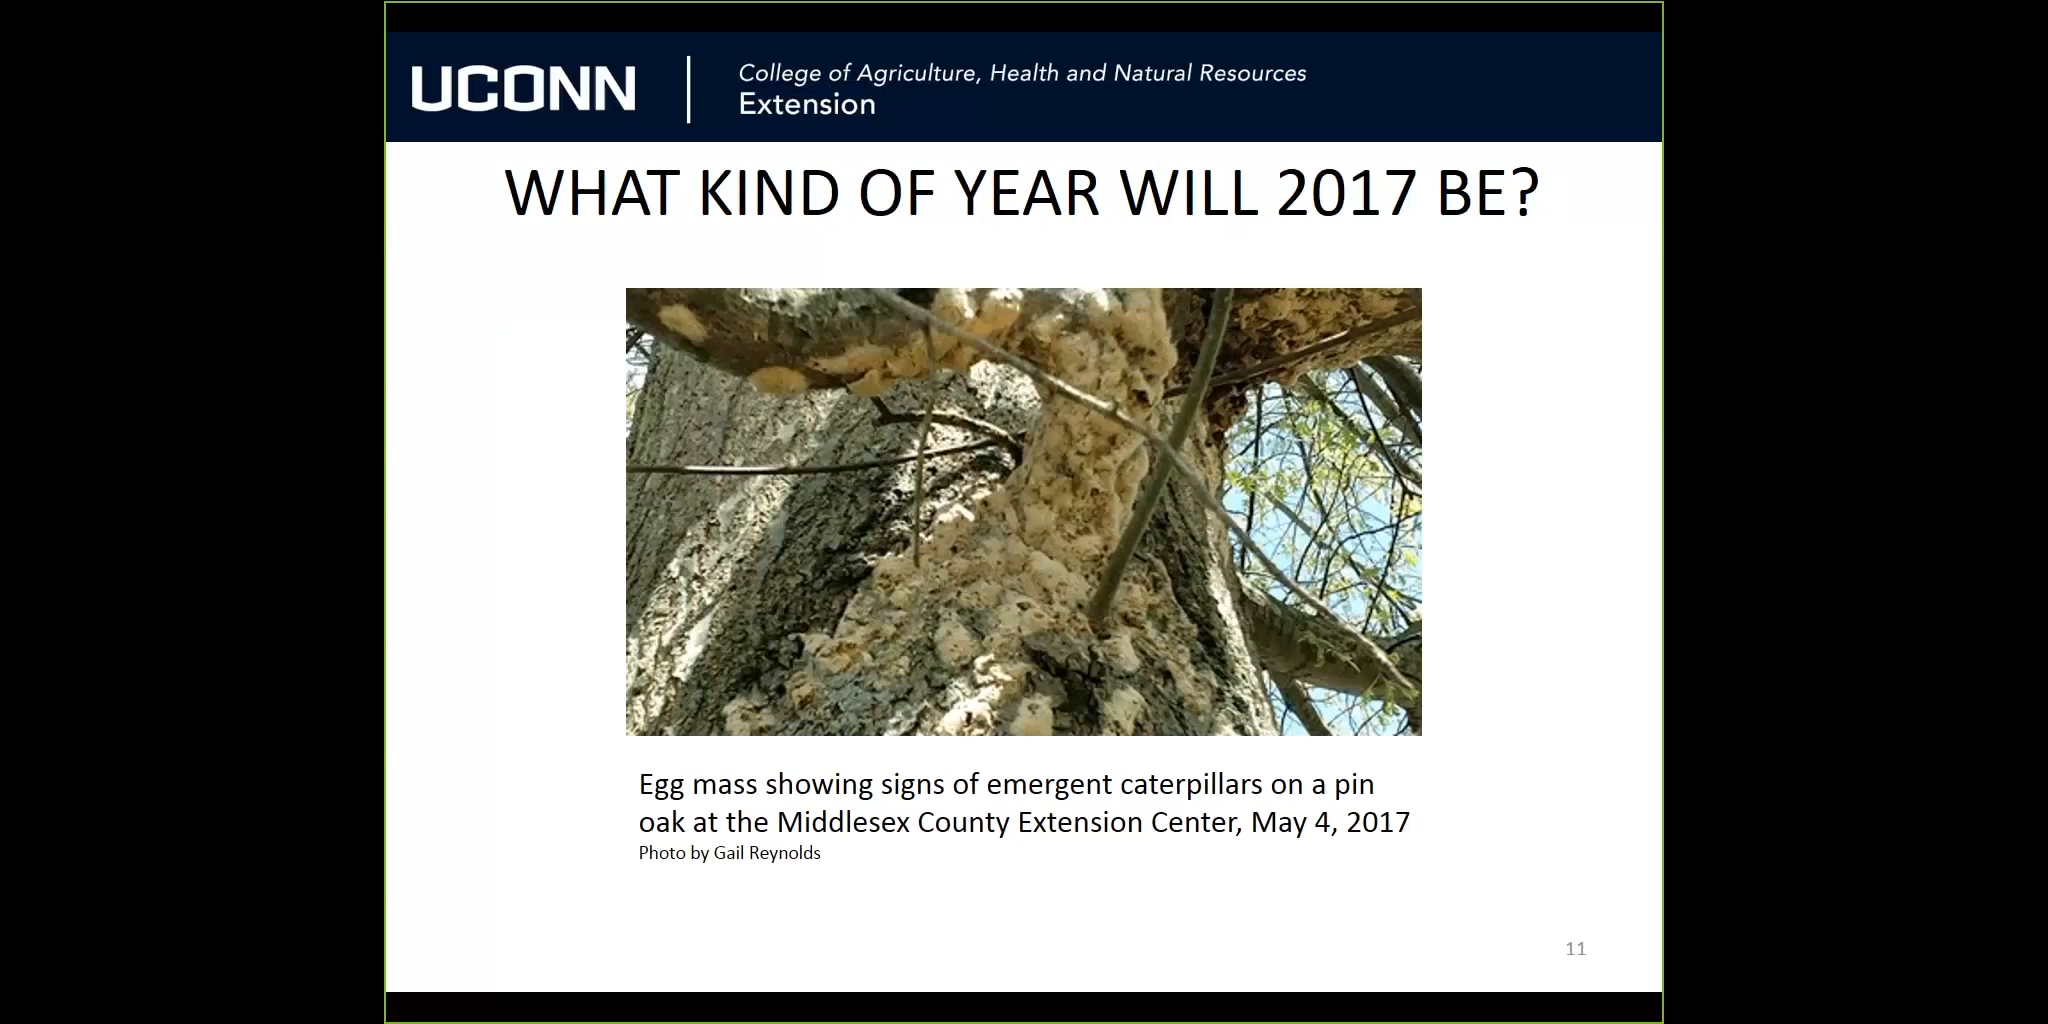 UCONN
College of Agriculture, Health and Natural Resources
Extension
WHAT KIND OF YEAR WILL 2017 BE?
Egg mass showing signs of emergent caterpillars on a pin
oak at the Middlesex County Extension Center, May 4, 2017
Photo by Gail Reynolds
11